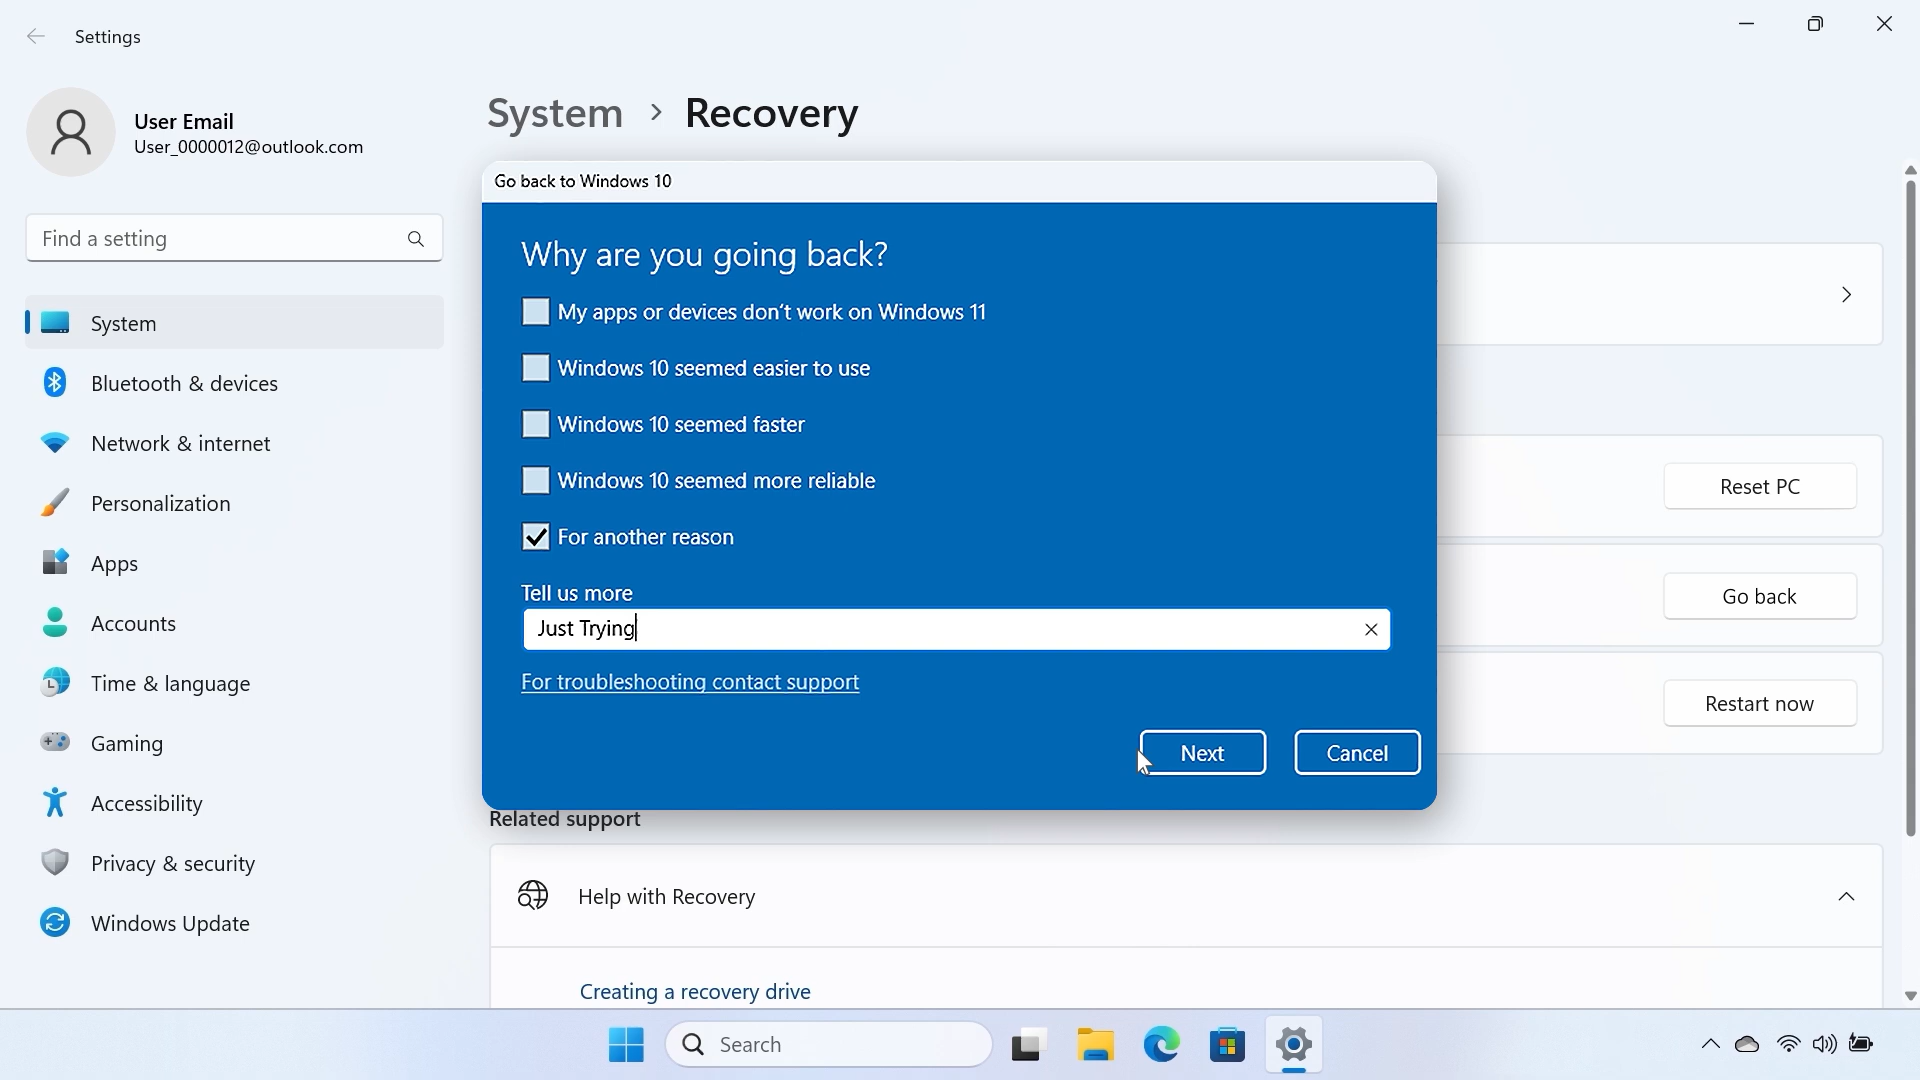 Settings
User Email
User_0000012@outlook.com
Find a setting
System
Bluetooth & devices
Network & internet
Personalization
Apps
Accounts
Time & language
Gaming
Accessibility
Privacy & security
Windows Update
System > Recovery
Go back to Windows 10
Why are you going back?
My apps or devices don't work on Windows 11
Windows 10 seemed easier to use
Windows 10 seemed faster
Windows 10 seemed more reliable
For another reason
Tell us more
Just Trying
For troubleshooting contact support
Next
Cancel
Reset PC
Go back
Restart now
Related support
Help with Recovery
Creating a recovery drive
Search